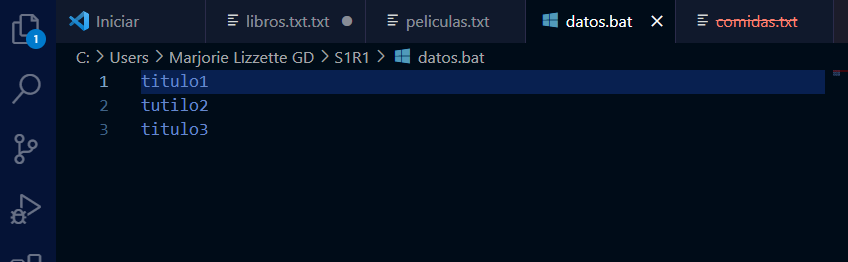 1
Iniciar libros.txt.txt peliculas.txt datos.bat comidas.txt
C: > Users > Marjorie Lizzette GD > S1R1 > datos.bat
1 titulo1
2 tutilo2
3 titulo3